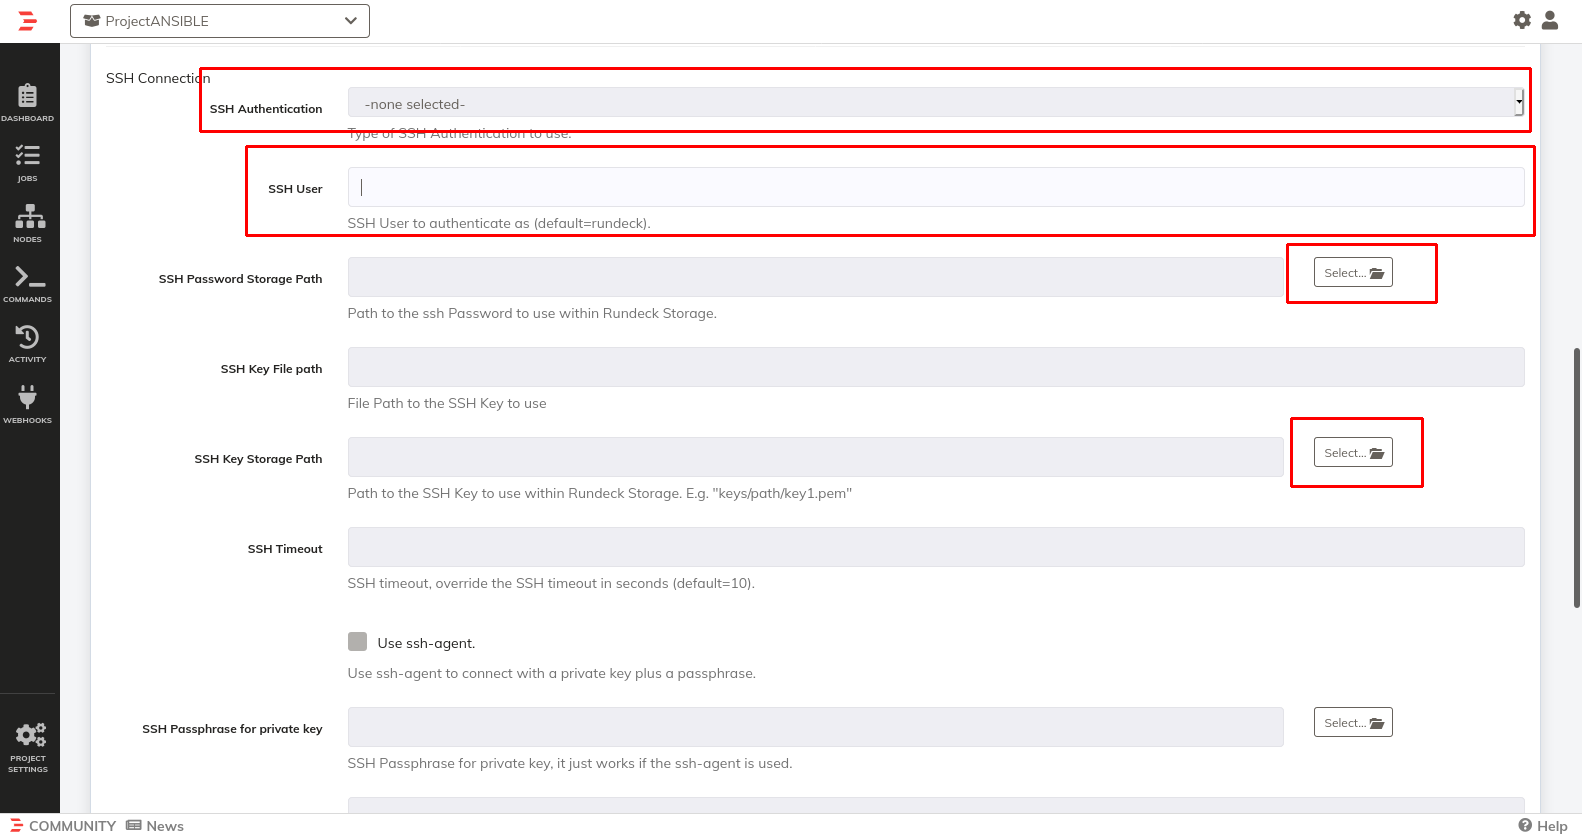 ProjectANSIBLE
DASHBOARD
JOBS
NODES
COMMANDS
ACTIVITY
WEBHOOKS
PROJECT
SETTINGS
SSH Connection
SSH Authentication
-none selected-
Type of SSH Authentication to use.
SSH User
SSH User to authenticate as (default=rundeck).
SSH Password Storage Path
Select...
Path to the ssh Password to use within Rundeck Storage.
SSH Key File path
File Path to the SSH Key to use
SSH Key Storage Path
Select...
Path to the SSH Key to use within Rundeck Storage. E.g. "keys/path/key1.pem"
SSH Timeout
SSH timeout, override the SSH timeout in seconds (default=10).
Use ssh-agent.
Use ssh-agent to connect with a private key plus a passphrase.
SSH Passphrase for private key
Select...
SSH Passphrase for private key, it just works if the ssh-agent is used.
COMMUNITY News Help